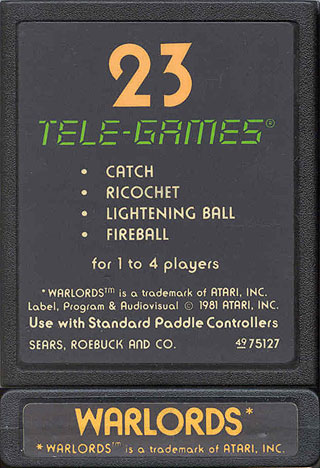 23
TELE-GAMES®
• CATCH
• RICOCHET
• LIGHTENING BALL
• FIREBALL
for 1 to 4 players
*WARLORDS™ is a trademark of ATARI, INC.
Label, Program & Audiovisual © 1981 ATARI, INC.
Use with Standard Paddle Controllers
SEARS, ROEBUCK AND CO. 49 75127
WARLORDS*
*WARLORDS™ is a trademark of ATARI, INC.